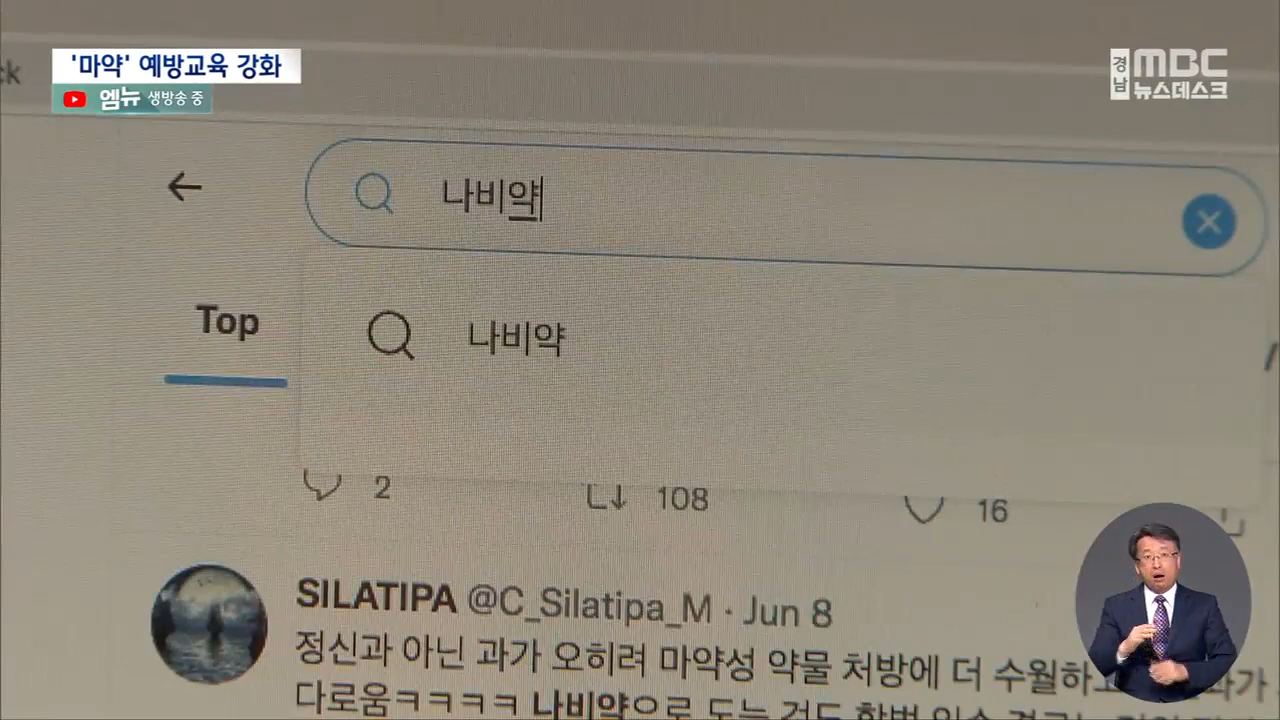 '마약' 예방교육 강화
엠뉴 생방송 중
경남 MBC
뉴스데스크
ck
나비약
Top
나비약
2 108 16
SILATIPA @C_Silatipa_M · Jun 8
정신과 아닌 과가 오히려 마약성 약물 처방에 더 수월하고
다로움ㅋㅋㅋㅋ 나비약으로 도는 것도 한번 있슨